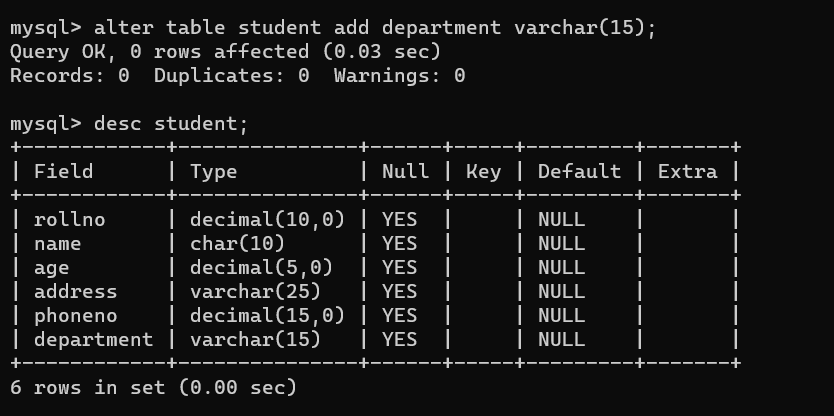 mysql> alter table student add department varchar(15);
Query OK, 0 rows affected (0.03 sec)
Records: 0  Duplicates: 0  Warnings: 0

mysql> desc student;
+------------+---------------+------+-----+---------+-------+
| Field      | Type          | Null | Key | Default | Extra |
+------------+---------------+------+-----+---------+-------+
| rollno     | decimal(10,0) | YES  |     | NULL    |       |
| name       | char(10)      | YES  |     | NULL    |       |
| age        | decimal(5,0)  | YES  |     | NULL    |       |
| address    | varchar(25)   | YES  |     | NULL    |       |
| phoneno    | decimal(15,0) | YES  |     | NULL    |       |
| department | varchar(15)   | YES  |     | NULL    |       |
+------------+---------------+------+-----+---------+-------+
6 rows in set (0.00 sec)